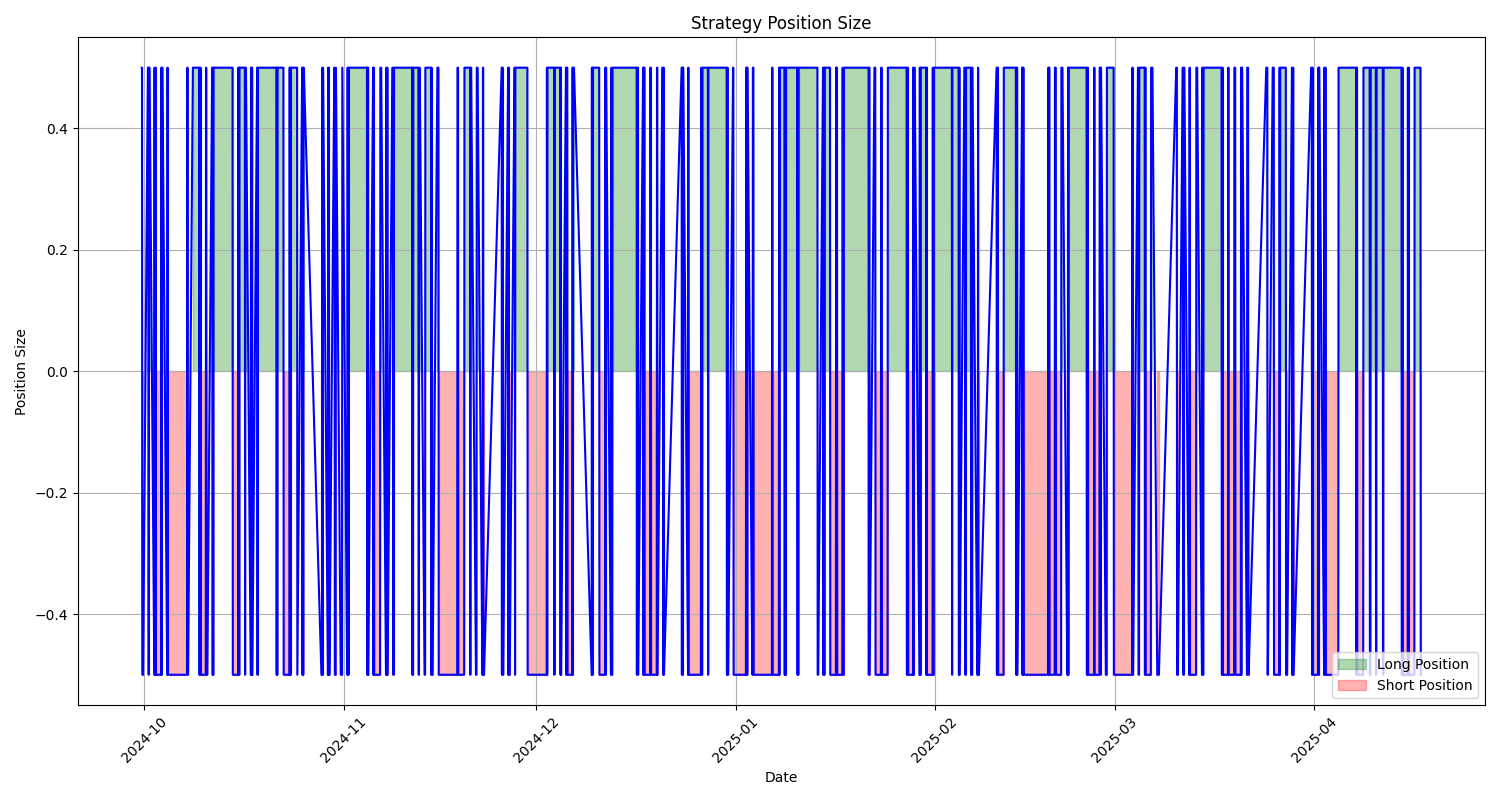 Strategy Position Size
Position Size
0.4
0.2
0.0
−0.2
−0.4
Long Position
Short Position
2024-10
2024-11
2024-12
2025-01
2025-02
2025-03
2025-04
Date